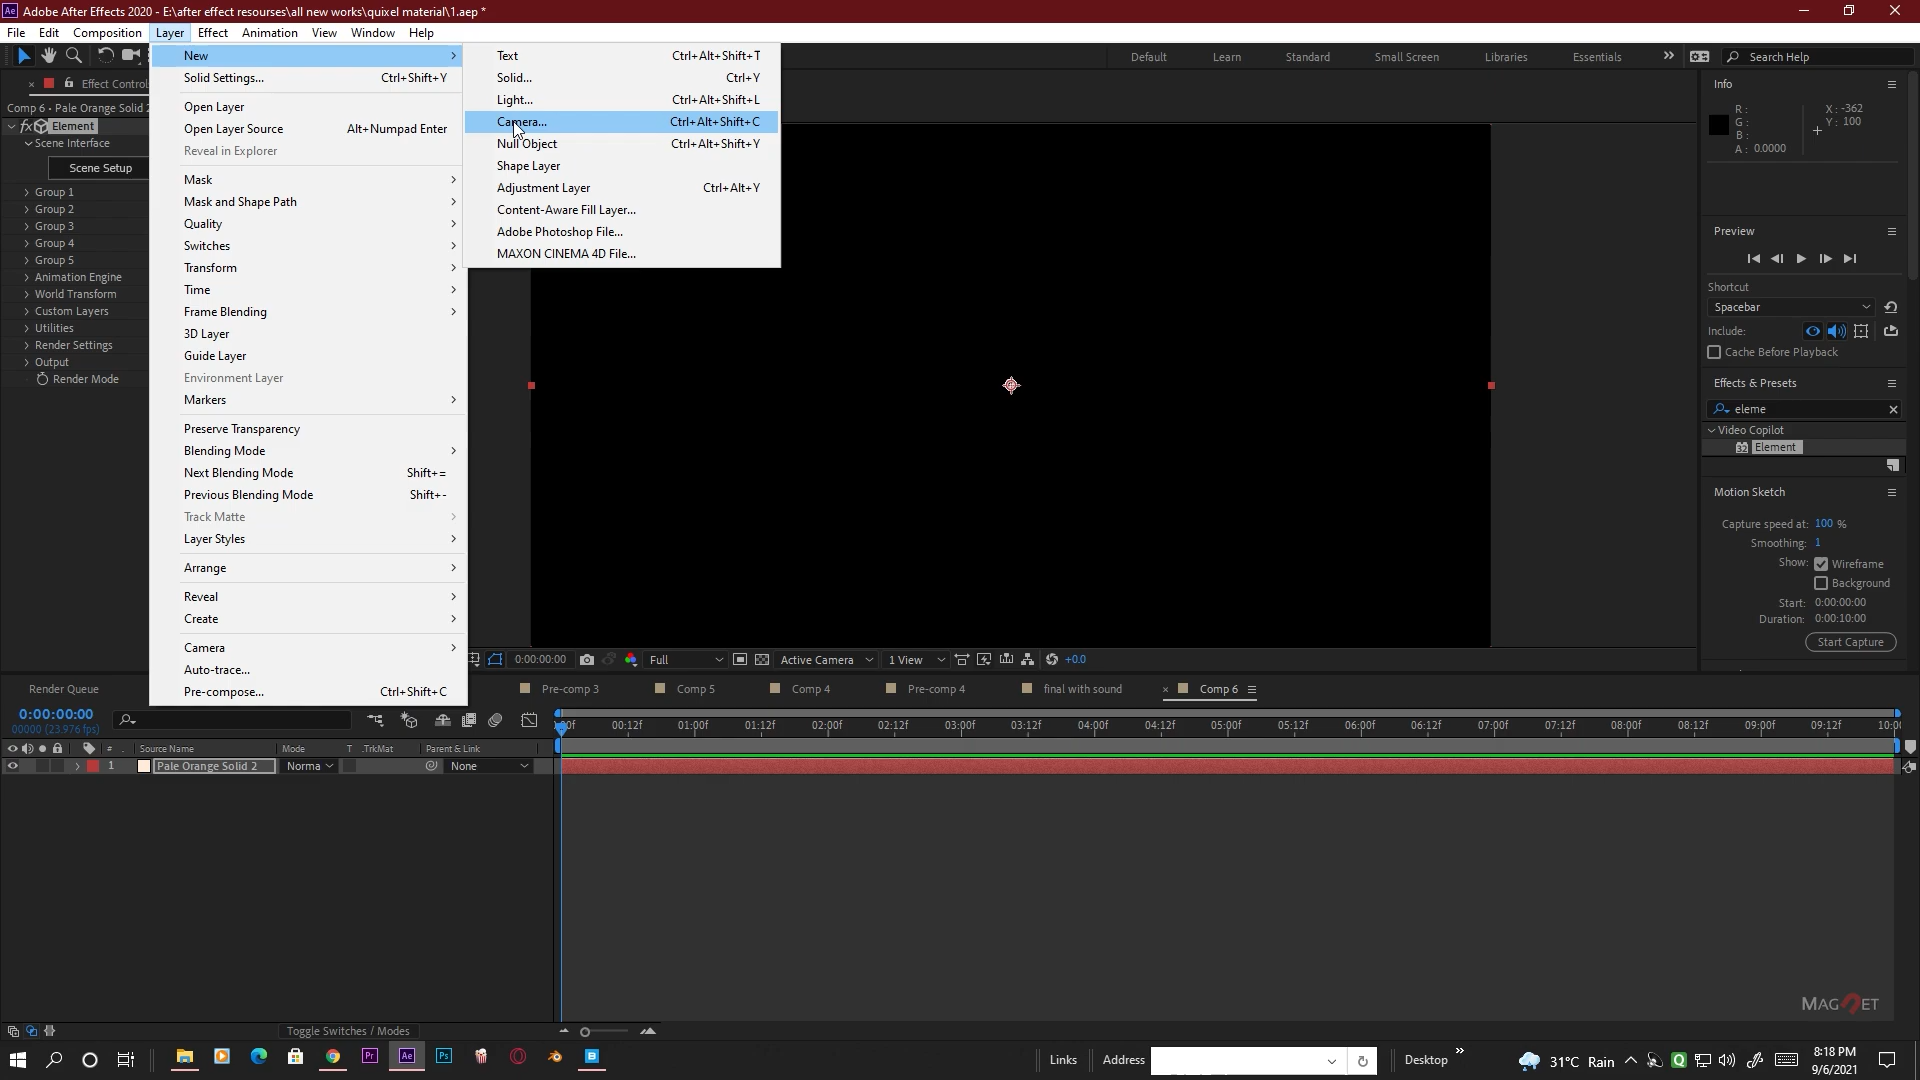 Adobe After Effects 2020 - E:\after effect resourses\all new works\quixel material\1.aep *
File Edit Composition Layer Effect Animation View Window Help
Default Learn Standard Small Screen Libraries Essentials Search Help
Effect Control
Comp 6 • Pale Orange Solid 2
fx Element
Scene Interface
Scene Setup
Group 1
Group 2
Group 3
Group 4
Group 5
Animation Engine
World Transform
Custom Layers
Utilities
Render Settings
Output
Render Mode
New
Solid Settings... Ctrl+Shift+Y
Open Layer
Open Layer Source Alt+Numpad Enter
Reveal in Explorer
Mask
Mask and Shape Path
Quality
Switches
Transform
Time
Frame Blending
3D Layer
Guide Layer
Environment Layer
Markers
Preserve Transparency
Blending Mode
Next Blending Mode Shift+=
Previous Blending Mode Shift+-
Track Matte
Layer Styles
Arrange
Reveal
Create
Camera
Auto-trace...
Pre-compose... Ctrl+Shift+C
Text Ctrl+Alt+Shift+T
Solid... Ctrl+Y
Light... Ctrl+Alt+Shift+L
Camera... Ctrl+Alt+Shift+C
Null Object Ctrl+Alt+Shift+Y
Shape Layer
Adjustment Layer Ctrl+Alt+Y
Content-Aware Fill Layer...
Adobe Photoshop File...
MAXON CINEMA 4D File...
Info
R :
G :
B :
A : 0.0000
X : -362
Y : 100
Preview
Shortcut
Spacebar
Include:
Cache Before Playback
Effects & Presets
eleme
Video Copilot
32 Element
Motion Sketch
Capture speed at: 100 %
Smoothing: 1
Show: Wireframe
Background
Start: 0:00:00:00
Duration: 0:00:10:00
Start Capture
0:00:00:00 Full Active Camera 1 View +0.0
Render Queue Pre-comp 3 Comp 5 Comp 4 Pre-comp 4 final with sound Comp 6
0:00:00:00
00000 (23.976 fps)
00:12f 01:00f 01:12f 02:00f 02:12f 03:00f 03:12f 04:00f 04:12f 05:00f 05:12f 06:00f 06:12f 07:00f 07:12f 08:00f 08:12f 09:00f 09:12f
# Source Name Mode T .TrkMat Parent & Link
1 Pale Orange Solid 2 Norma None
MAGNET
Toggle Switches / Modes
Pr Ae Ps
Links Address Desktop 31°C Rain
8:18 PM
9/6/2021